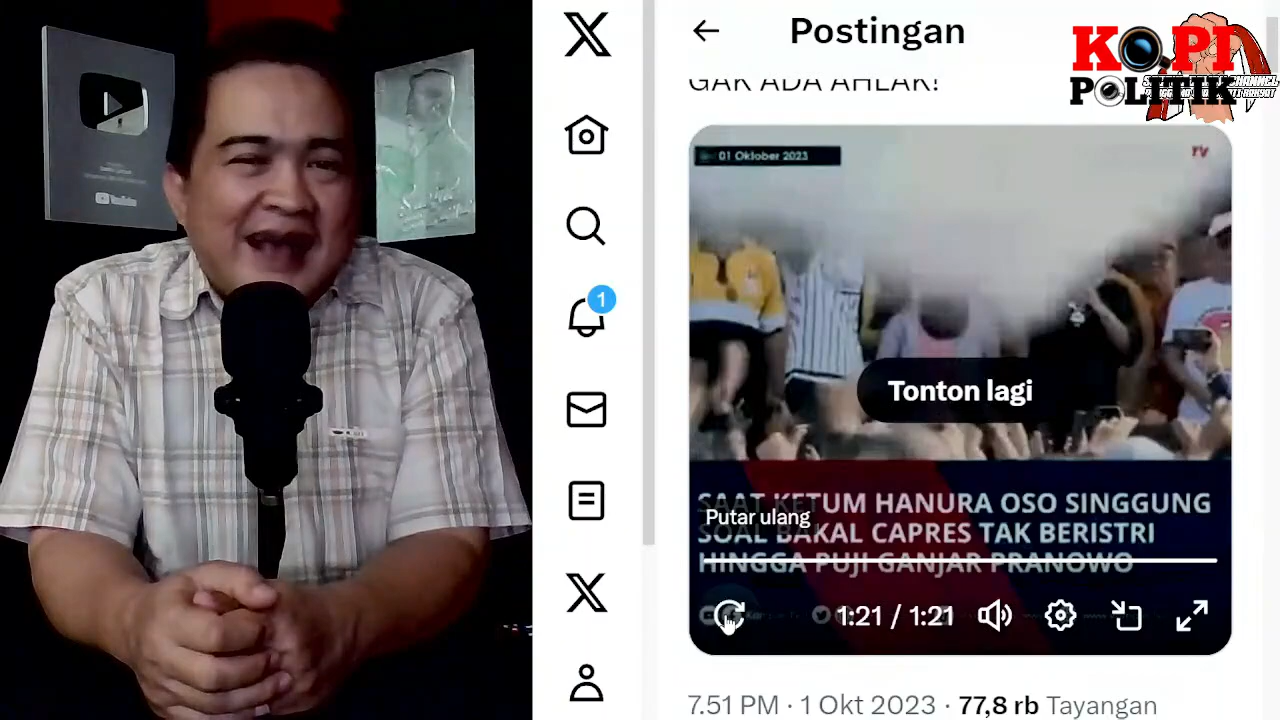 YouTube
1
Postingan
KOPI
POLITIK
GAK ADA AHLAK!
01 Oktober 2023
TV
Tonton lagi
SAAT KETUM HANURA OSO SINGGUNG
SOAL BAKAL CAPRES TAK BERISTRI
HINGGA PUJI GANJAR PRANOWO
Putar ulang
1:21 / 1:21
7.51 PM · 1 Okt 2023 · 77,8 rb Tayangan